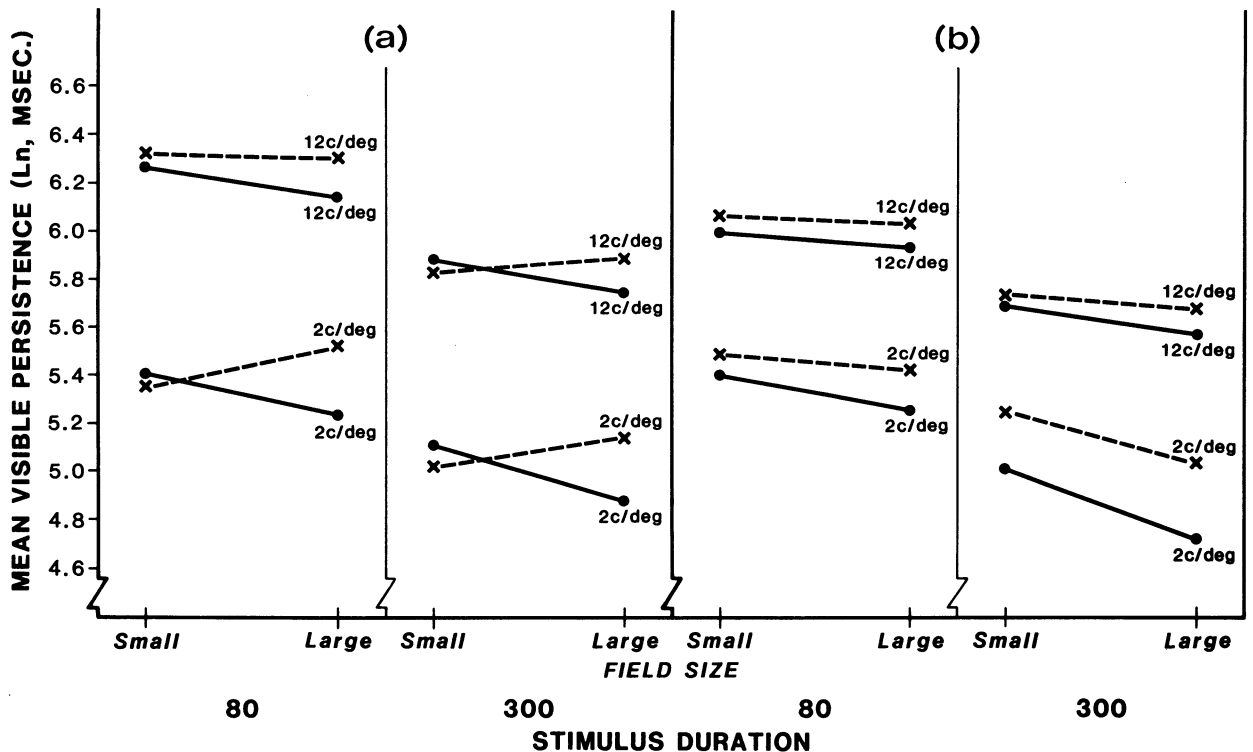 (a)
(b)
MEAN VISIBLE PERSISTENCE (Ln, MSEC.)
6.6
6.4
6.2
6.0
5.8
5.6
5.4
5.2
5.0
4.8
4.6
12c/deg
12c/deg
2c/deg
2c/deg
12c/deg
12c/deg
2c/deg
2c/deg
12c/deg
12c/deg
2c/deg
2c/deg
12c/deg
12c/deg
2c/deg
2c/deg
Small Large Small Large Small Large Small Large
FIELD SIZE
80 300 80 300
STIMULUS DURATION